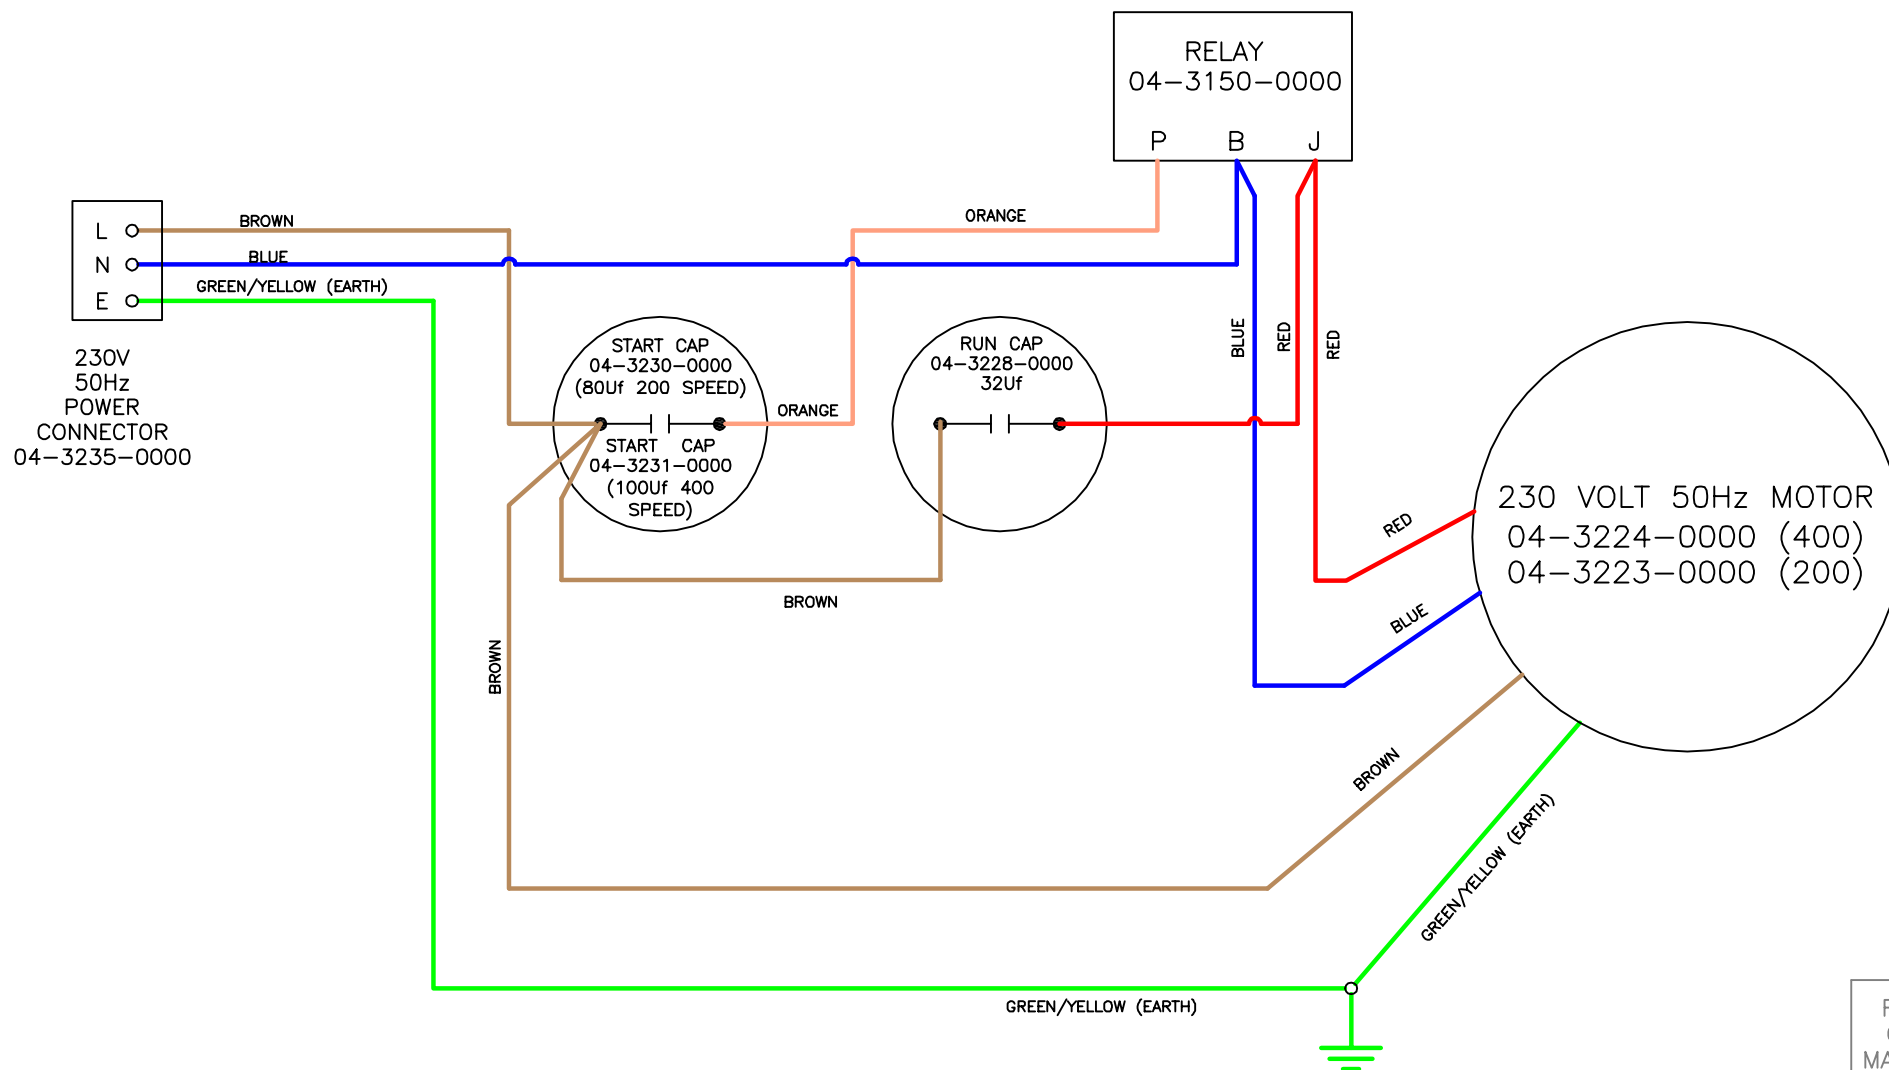 RELAY
04-3150-0000
P B J
L
N
E
BROWN
BLUE
GREEN/YELLOW (EARTH)
ORANGE
230V
50Hz
POWER
CONNECTOR
04-3235-0000
START CAP
04-3230-0000
(80Uf 200 SPEED)
START CAP
04-3231-0000
(100Uf 400
SPEED)
ORANGE
RUN CAP
04-3228-0000
32Uf
BLUE
RED
RED
230 VOLT 50Hz MOTOR
04-3224-0000 (400)
04-3223-0000 (200)
RED
BLUE
BROWN
BROWN
BROWN
GREEN/YELLOW (EARTH)
GREEN/YELLOW (EARTH)